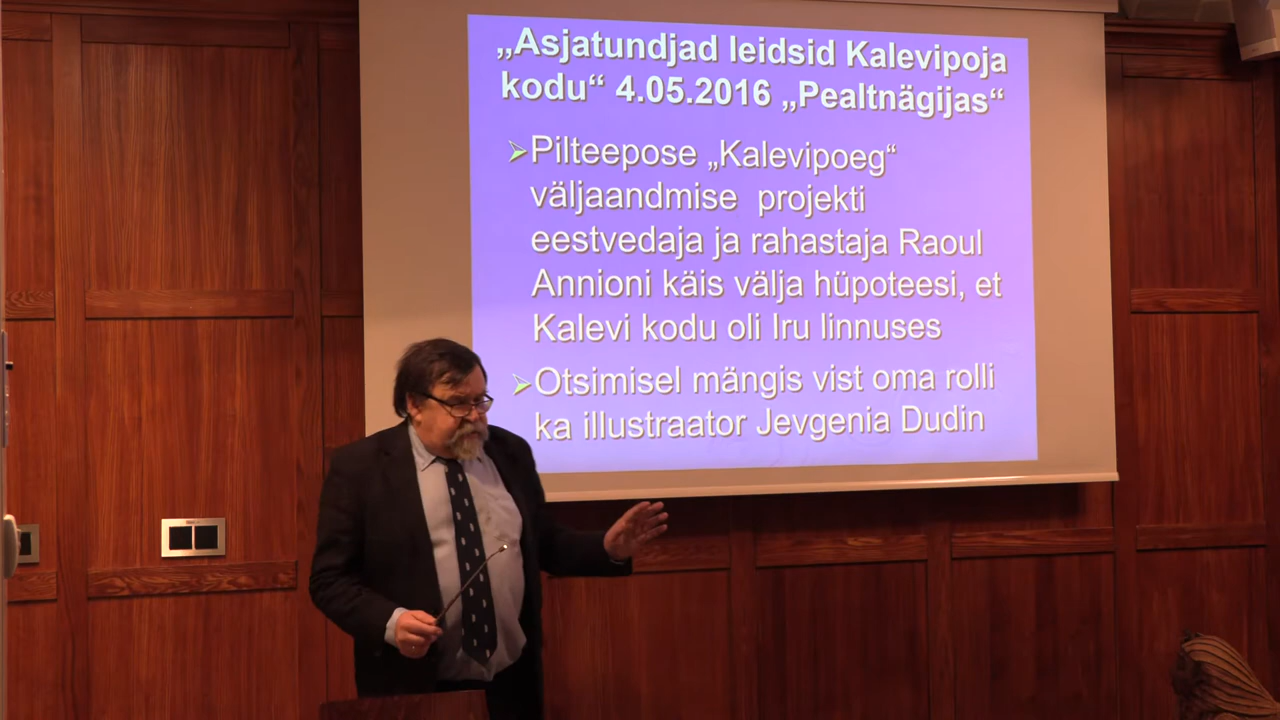 „Asjatundjad leidsid Kalevipoja
kodu“ 4.05.2016 „Pealtnägijas“
Pilteepose „Kalevipoeg“
väljaandmise projekti
eestvedaja ja rahastaja Raoul
Annioni käis välja hüpoteesi, et
Kalevi kodu oli Iru linnuses
Otsimisel mängis vist oma rolli
ka illustraator Jevgenia Dudin